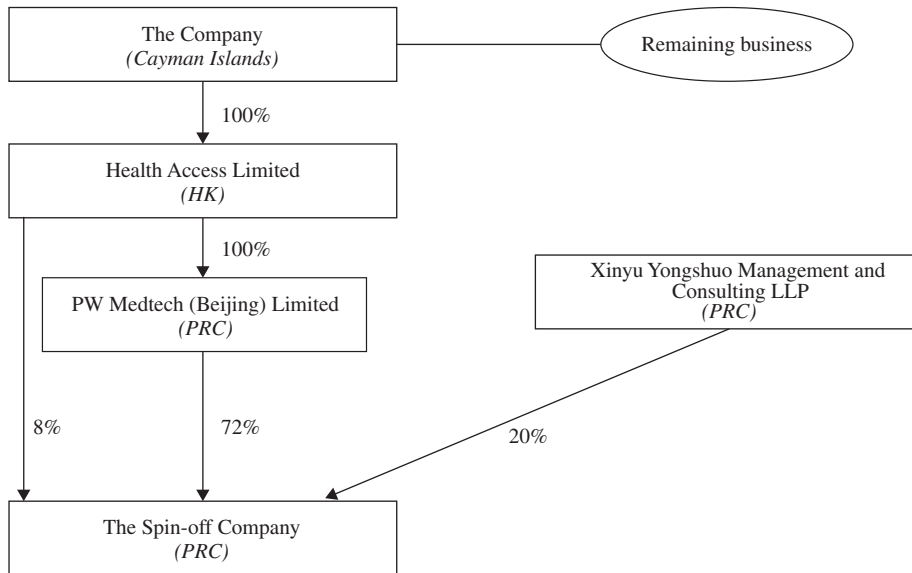 The Company
(Cayman Islands)
Remaining business
100%
Health Access Limited
(HK)
100%
PW Medtech (Beijing) Limited
(PRC)
Xinyu Yongshuo Management and
Consulting LLP
(PRC)
8%
72%
20%
The Spin-off Company
(PRC)